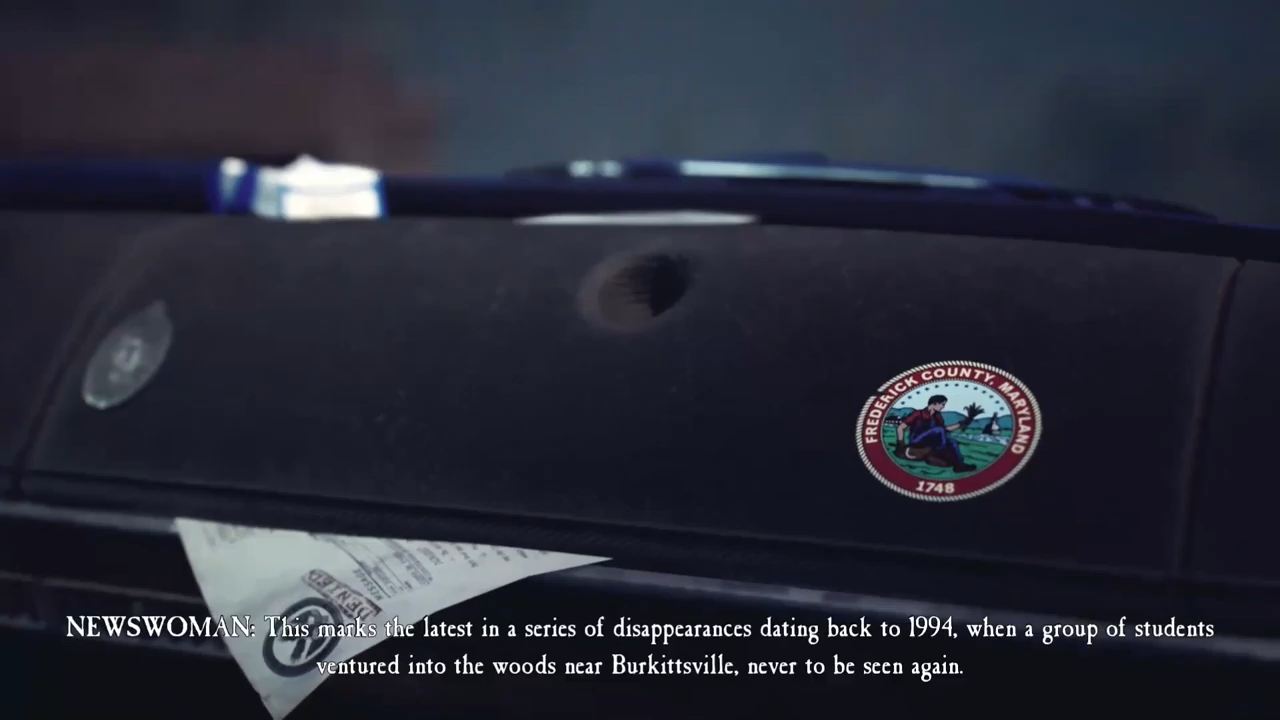 FREDERICK COUNTY, MARYLAND
1748
DENIED
MESSAGE
NEWSWOMAN: This marks the latest in a series of disappearances dating back to 1994, when a group of students
ventured into the woods near Burkittsville, never to be seen again.